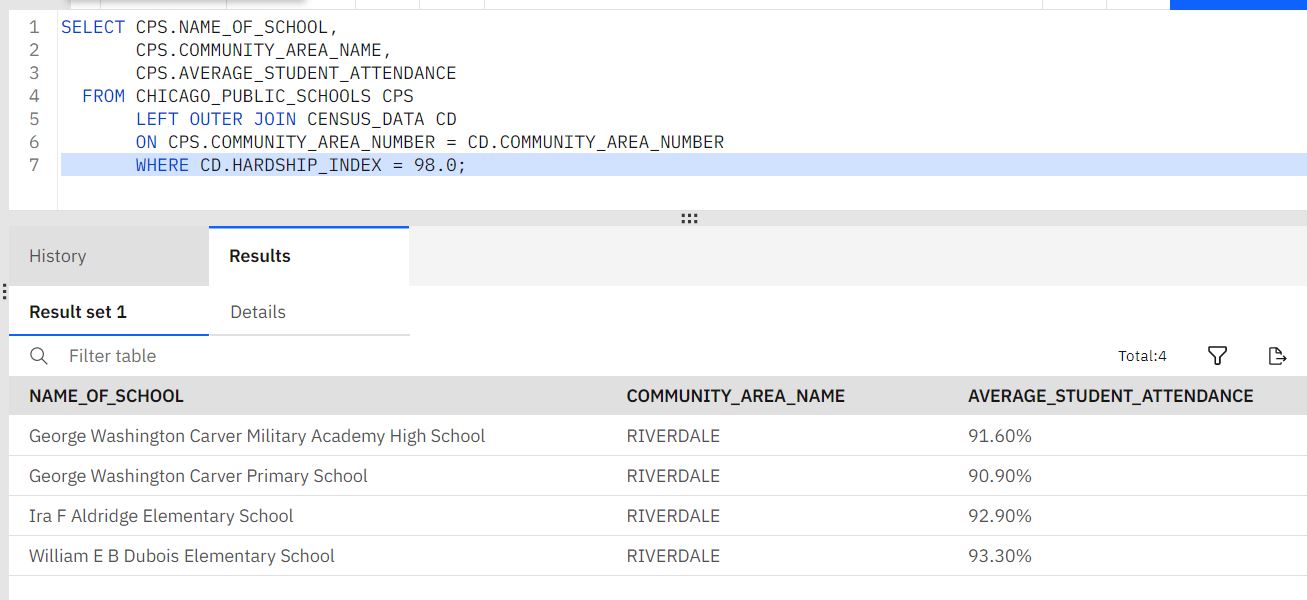 1 SELECT CPS.NAME_OF_SCHOOL,
2 CPS.COMMUNITY_AREA_NAME,
3 CPS.AVERAGE_STUDENT_ATTENDANCE
4 FROM CHICAGO_PUBLIC_SCHOOLS CPS
5 LEFT OUTER JOIN CENSUS_DATA CD
6 ON CPS.COMMUNITY_AREA_NUMBER = CD.COMMUNITY_AREA_NUMBER
7 WHERE CD.HARDSHIP_INDEX = 98.0;
History Results
Result set 1 Details
Filter table Total:4
NAME_OF_SCHOOL COMMUNITY_AREA_NAME AVERAGE_STUDENT_ATTENDANCE
George Washington Carver Military Academy High School RIVERDALE 91.60%
George Washington Carver Primary School RIVERDALE 90.90%
Ira F Aldridge Elementary School RIVERDALE 92.90%
William E B Dubois Elementary School RIVERDALE 93.30%